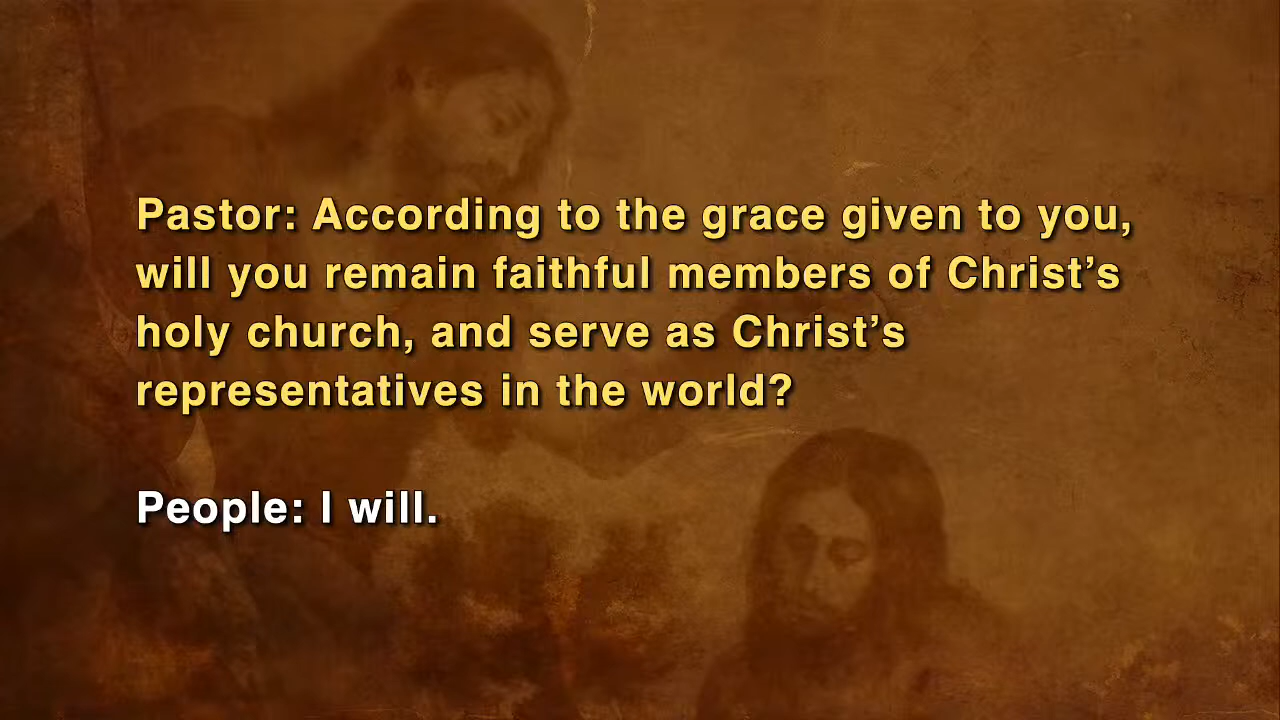 Pastor: According to the grace given to you,
will you remain faithful members of Christ’s
holy church, and serve as Christ’s
representatives in the world?
People: I will.